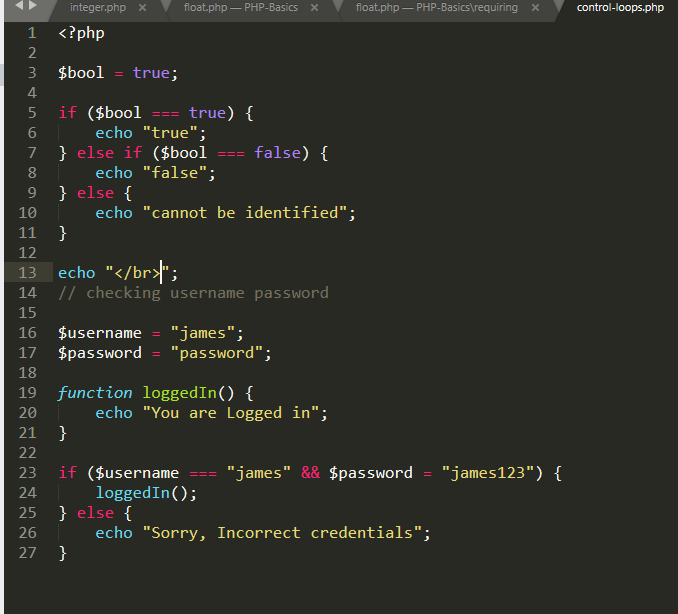 integer.php × float.php — PHP-Basics × float.php — PHP-Basics\requiring × control-loops.php
1 <?php
2
3 $bool = true;
4
5 if ($bool === true) {
6     echo "true";
7 } else if ($bool === false) {
8     echo "false";
9 } else {
10     echo "cannot be identified";
11 }
12
13 echo "</br>";
14 // checking username password
15
16 $username = "james";
17 $password = "password";
18
19 function loggedIn() {
20     echo "You are Logged in";
21 }
22
23 if ($username === "james" && $password = "james123") {
24     loggedIn();
25 } else {
26     echo "Sorry, Incorrect credentials";
27 }